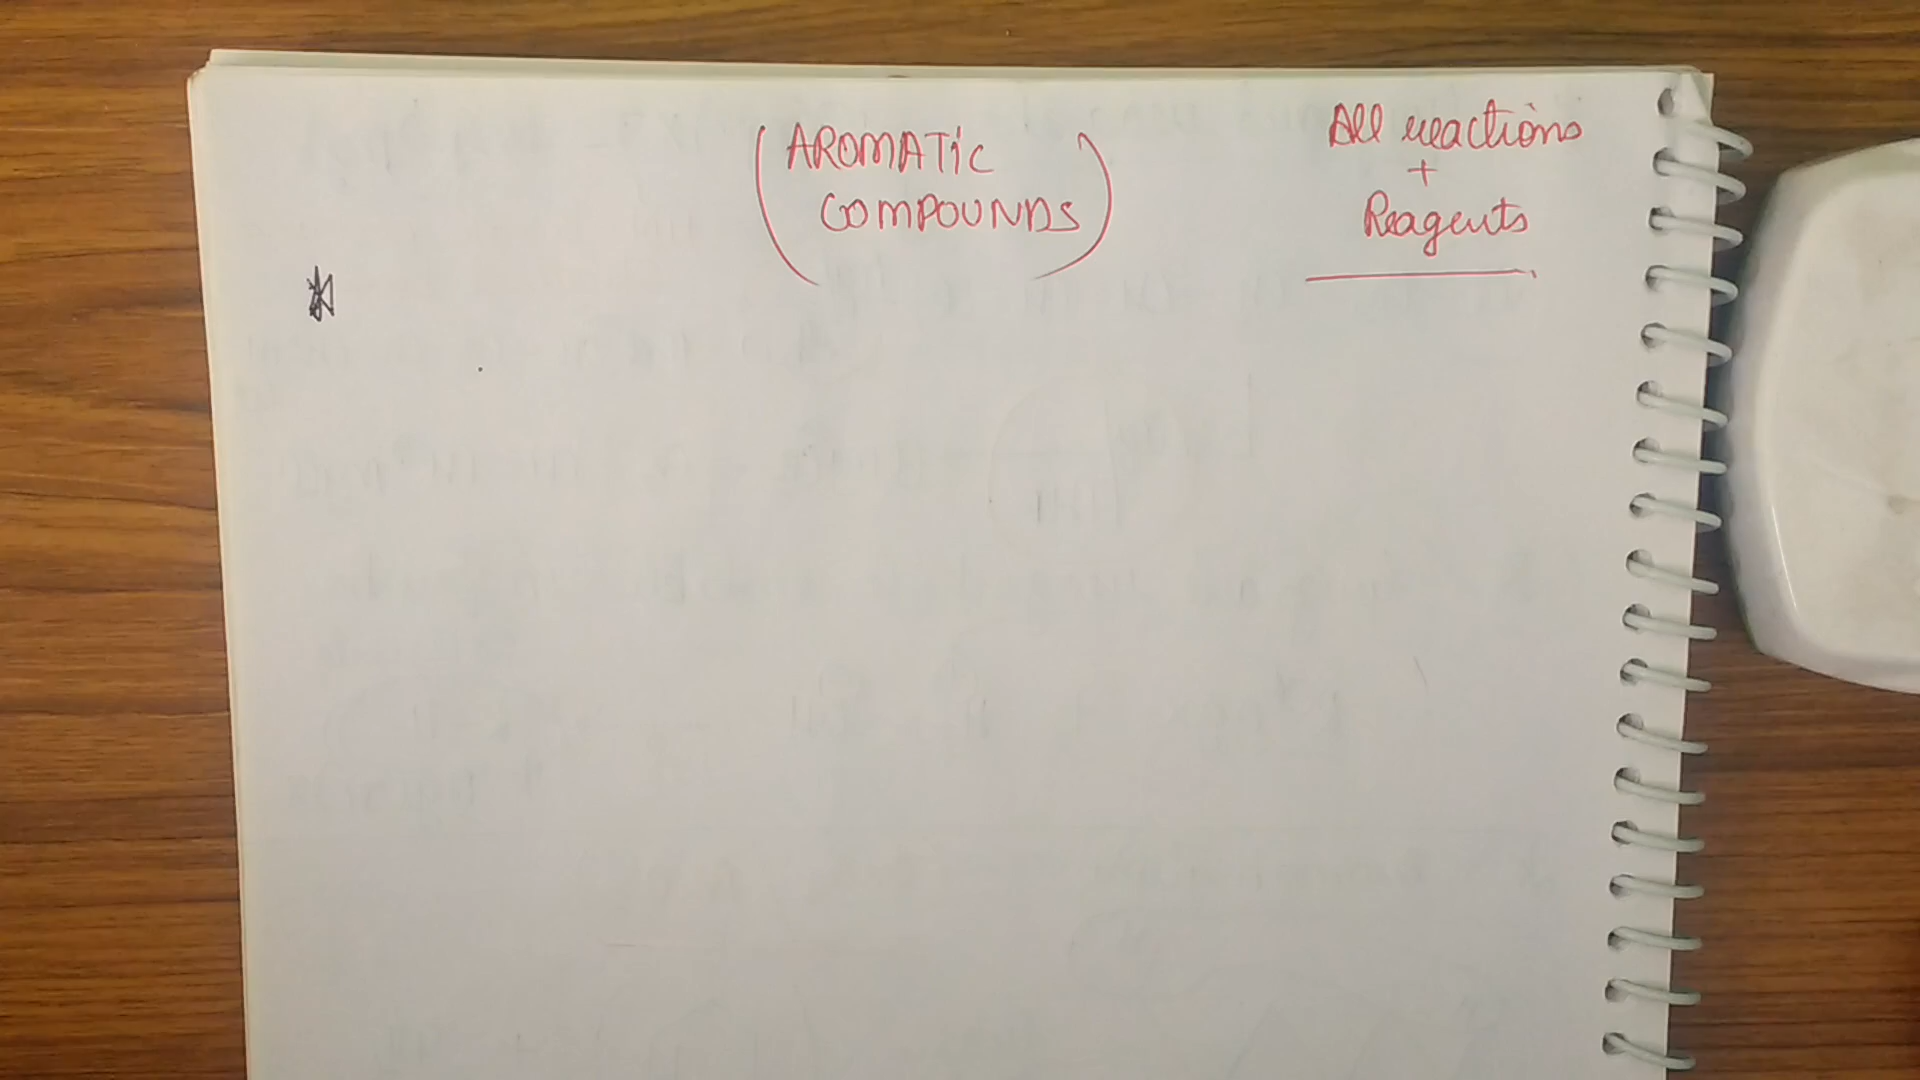 AROMATIC
COMPOUNDS
All reactions
+
Reagents